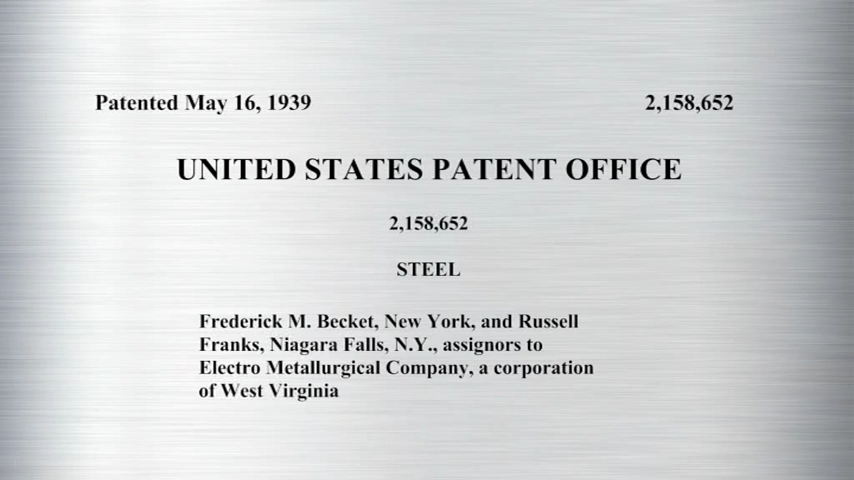 Patented May 16, 1939 2,158,652
UNITED STATES PATENT OFFICE
2,158,652
STEEL
Frederick M. Becket, New York, and Russell
Franks, Niagara Falls, N.Y., assignors to
Electro Metallurgical Company, a corporation
of West Virginia